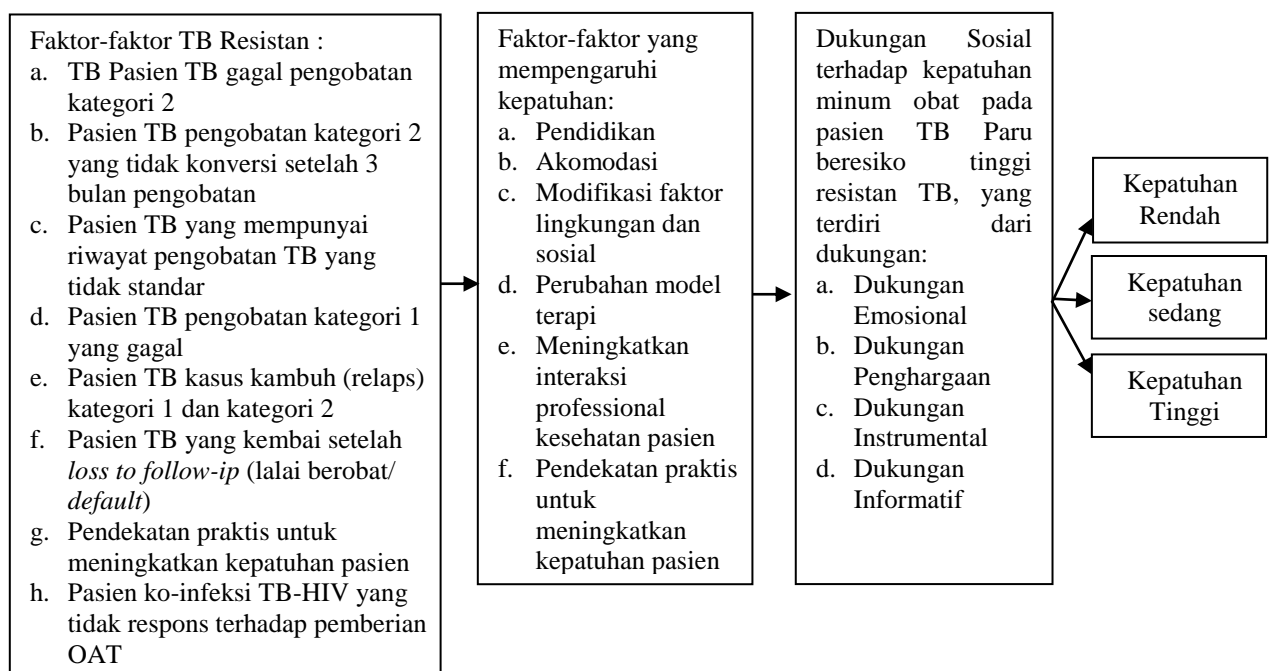 Faktor-faktor TB Resistan :
a. TB Pasien TB gagal pengobatan
kategori 2
b. Pasien TB pengobatan kategori 2
yang tidak konversi setelah 3
bulan pengobatan
c. Pasien TB yang mempunyai
riwayat pengobatan TB yang
tidak standar
d. Pasien TB pengobatan kategori 1
yang gagal
e. Pasien TB kasus kambuh (relaps)
kategori 1 dan kategori 2
f. Pasien TB yang kembai setelah
loss to follow-ip (lalai berobat/
default)
g. Pendekatan praktis untuk
meningkatkan kepatuhan pasien
h. Pasien ko-infeksi TB-HIV yang
tidak respons terhadap pemberian
OAT
Faktor-faktor yang
mempengaruhi
kepatuhan:
a. Pendidikan
b. Akomodasi
c. Modifikasi faktor
lingkungan dan
sosial
d. Perubahan model
terapi
e. Meningkatkan
interaksi
professional
kesehatan pasien
f. Pendekatan praktis
untuk
meningkatkan
kepatuhan pasien
Dukungan Sosial
terhadap kepatuhan
minum obat pada
pasien TB Paru
beresiko tinggi
resistan TB, yang
terdiri dari
dukungan:
a. Dukungan
Emosional
b. Dukungan
Penghargaan
c. Dukungan
Instrumental
d. Dukungan
Informatif
Kepatuhan
Rendah
Kepatuhan
sedang
Kepatuhan
Tinggi